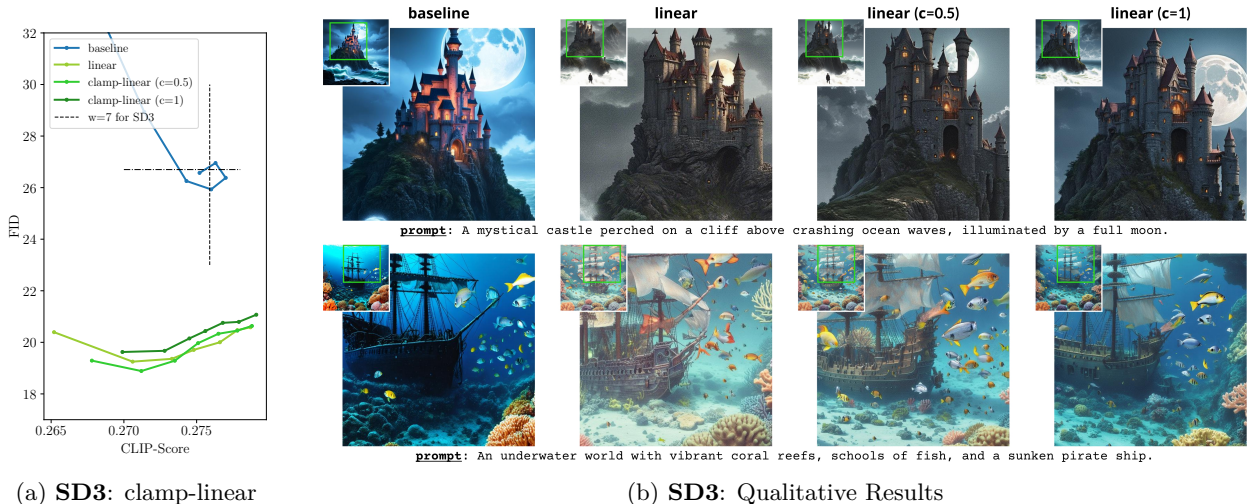 baseline
linear
linear (c=0.5)
linear (c=1)
32
30
28
26
24
22
20
18
FID
0.265
0.270
0.275
CLIP-Score
baseline
linear
clamp-linear (c=0.5)
clamp-linear (c=1)
w=7 for SD3
prompt: A mystical castle perched on a cliff above crashing ocean waves, illuminated by a full moon.
prompt: An underwater world with vibrant coral reefs, schools of fish, and a sunken pirate ship.
(a) SD3: clamp-linear
(b) SD3: Qualitative Results